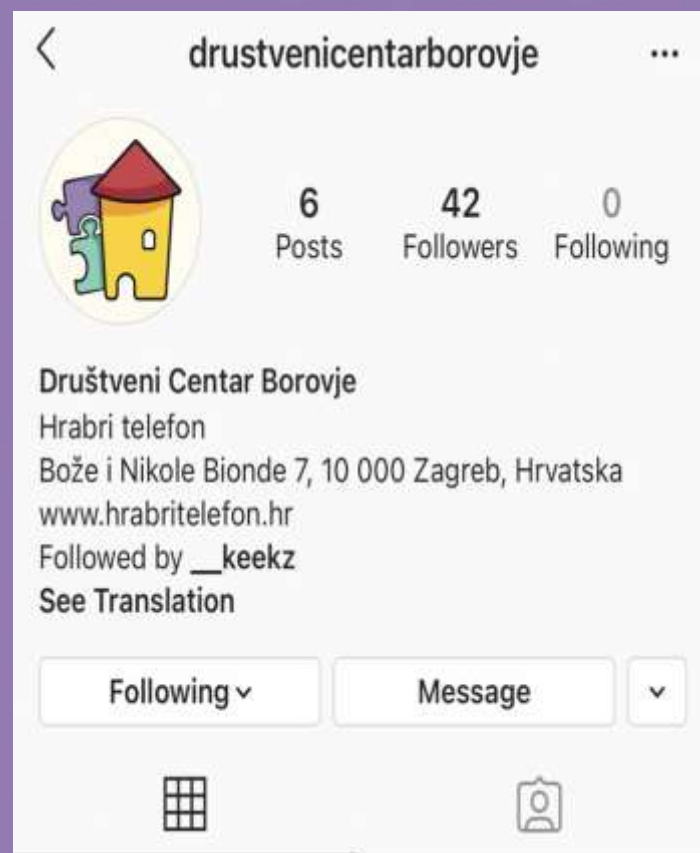 drustvenicentarborovje ...
6 42 0
Posts Followers Following
Društveni Centar Borovje
Hrabri telefon
Bože i Nikole Bionde 7, 10 000 Zagreb, Hrvatska
www.hrabritelefon.hr
Followed by __keekz
See Translation
Following Message